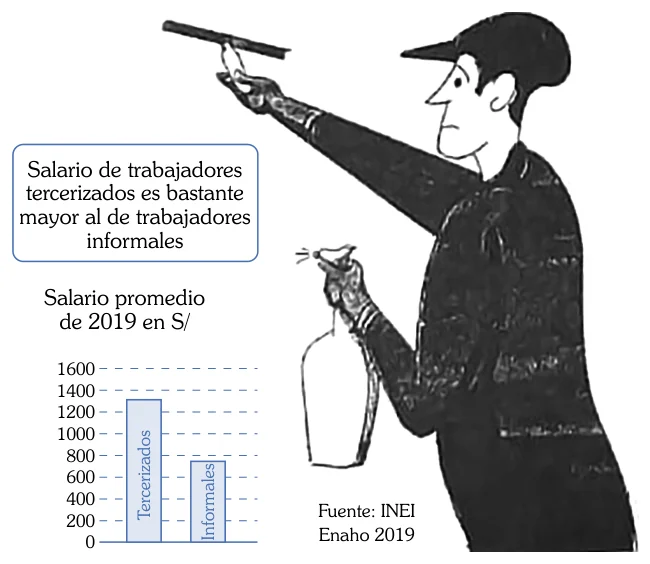 Salario de trabajadores
tercerizados es bastante
mayor al de trabajadores
informales
Salario promedio
de 2019 en S/
1600
1400
1200
1000
800
600
400
200
0
Tercerizados
Informales
Fuente: INEI
Enaho 2019